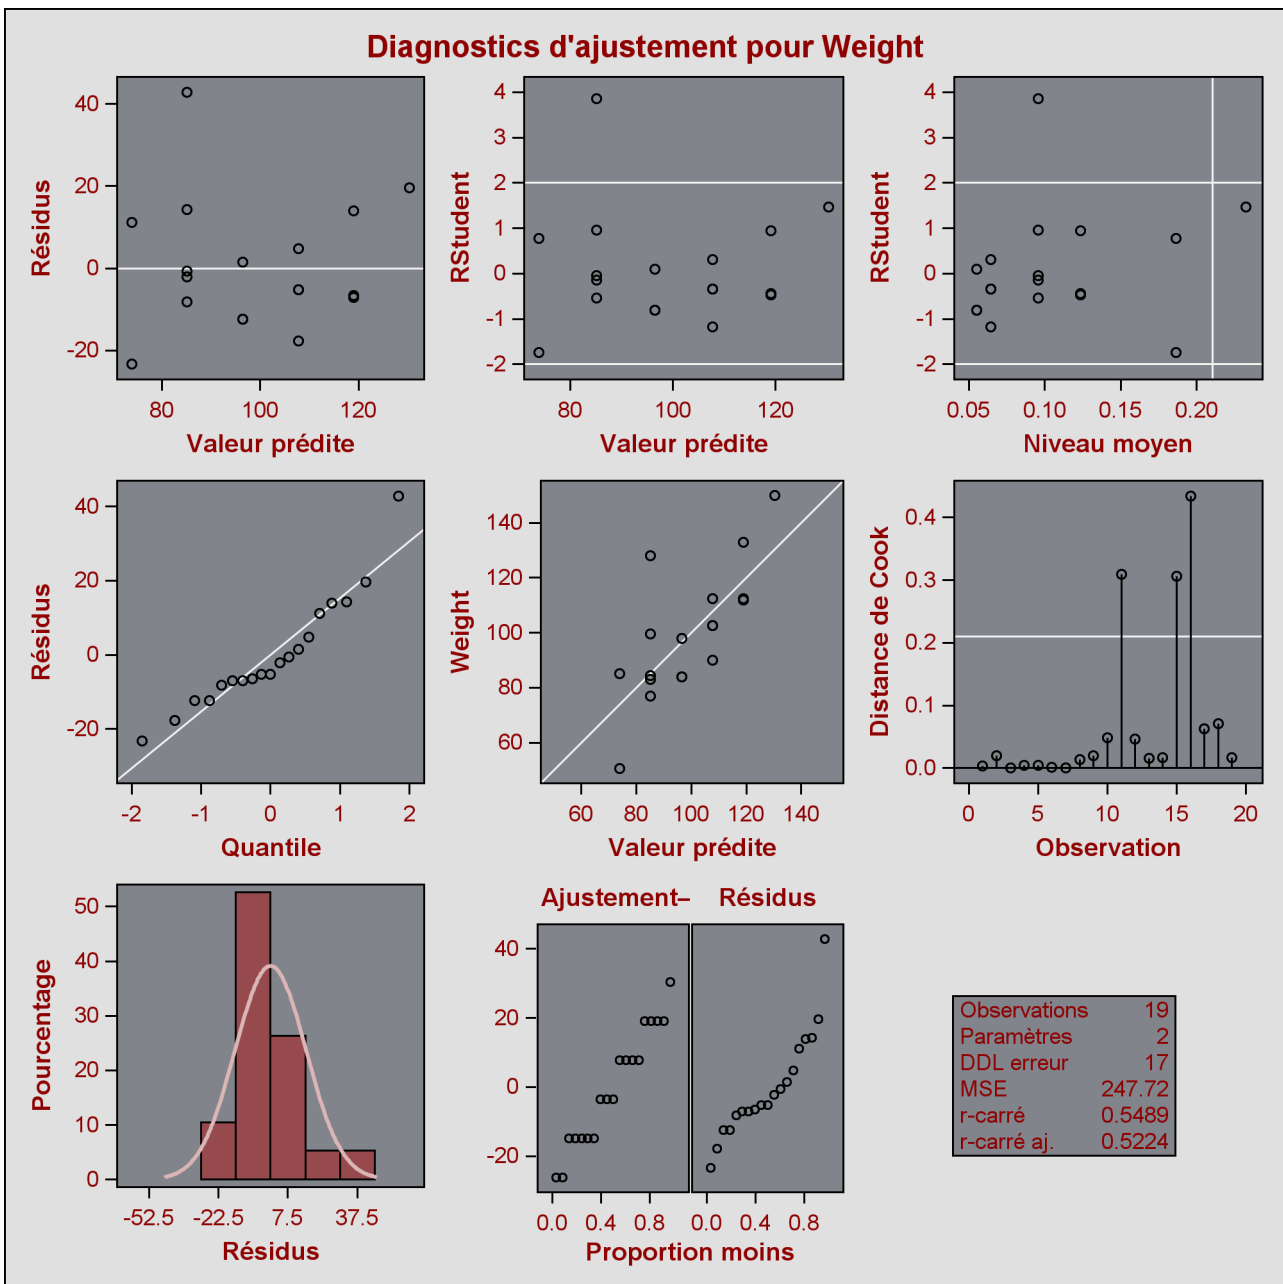 Diagnostics d'ajustement pour Weight
40
20
0
-20
Résidus
80 100 120
Valeur prédite
4
3
2
1
0
-1
-2
RStudent
80 100 120
Valeur prédite
4
3
2
1
0
-1
-2
RStudent
0.05 0.10 0.15 0.20
Niveau moyen
40
20
0
-20
Résidus
-2 -1 0 1 2
Quantile
140
120
100
80
60
Weight
60 80 100 120 140
Valeur prédite
0.4
0.3
0.2
0.1
0.0
Distance de Cook
0 5 10 15 20
Observation
50
40
30
20
10
0
Pourcentage
-52.5 -22.5 7.5 37.5
Résidus
Ajustement– Résidus
40
20
0
-20
0.0 0.4 0.8 0.0 0.4 0.8
Proportion moins
Observations 19
Paramètres 2
DDL erreur 17
MSE 247.72
r-carré 0.5489
r-carré aj. 0.5224